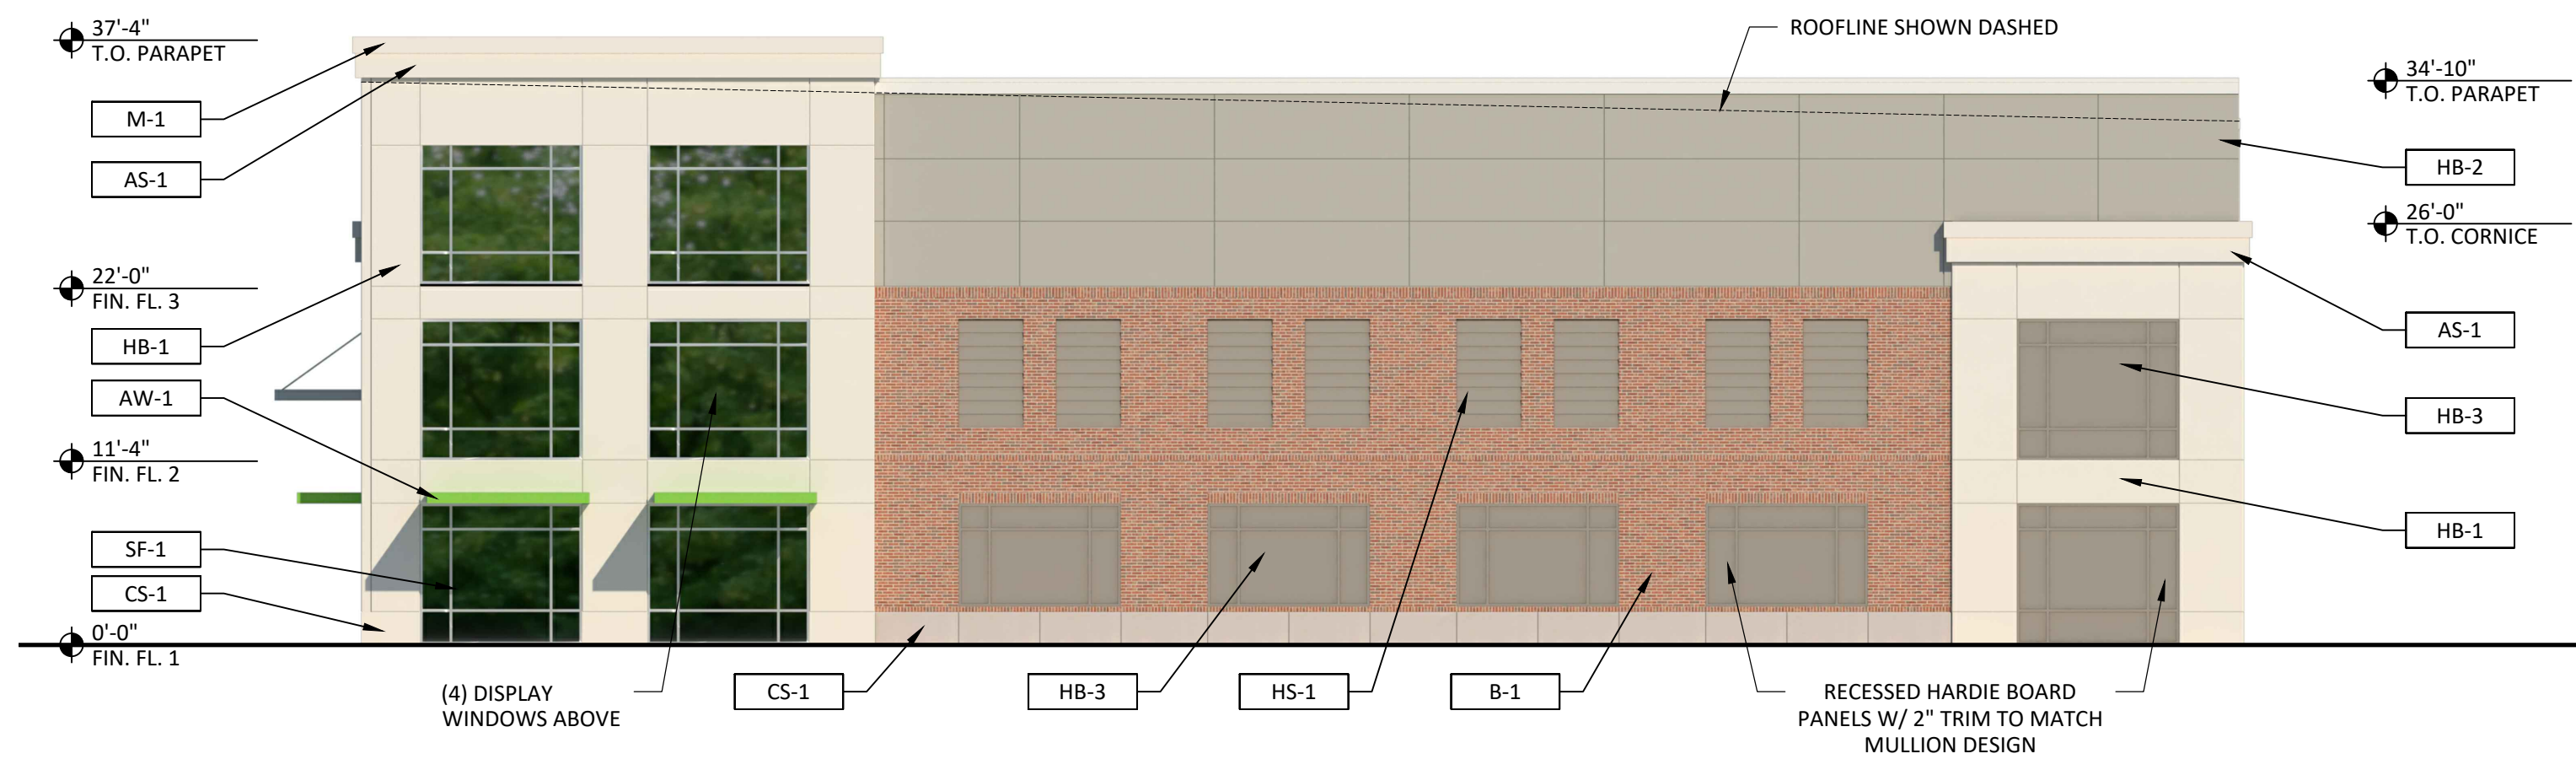 37'-4"
T.O. PARAPET
M-1
AS-1
22'-0"
FIN. FL. 3
HB-1
AW-1
11'-4"
FIN. FL. 2
SF-1
CS-1
0'-0"
FIN. FL. 1
ROOFLINE SHOWN DASHED
34'-10"
T.O. PARAPET
HB-2
26'-0"
T.O. CORNICE
AS-1
HB-3
HB-1
(4) DISPLAY
WINDOWS ABOVE
CS-1
HB-3
HS-1
B-1
RECESSED HARDIE BOARD
PANELS W/ 2" TRIM TO MATCH
MULLION DESIGN